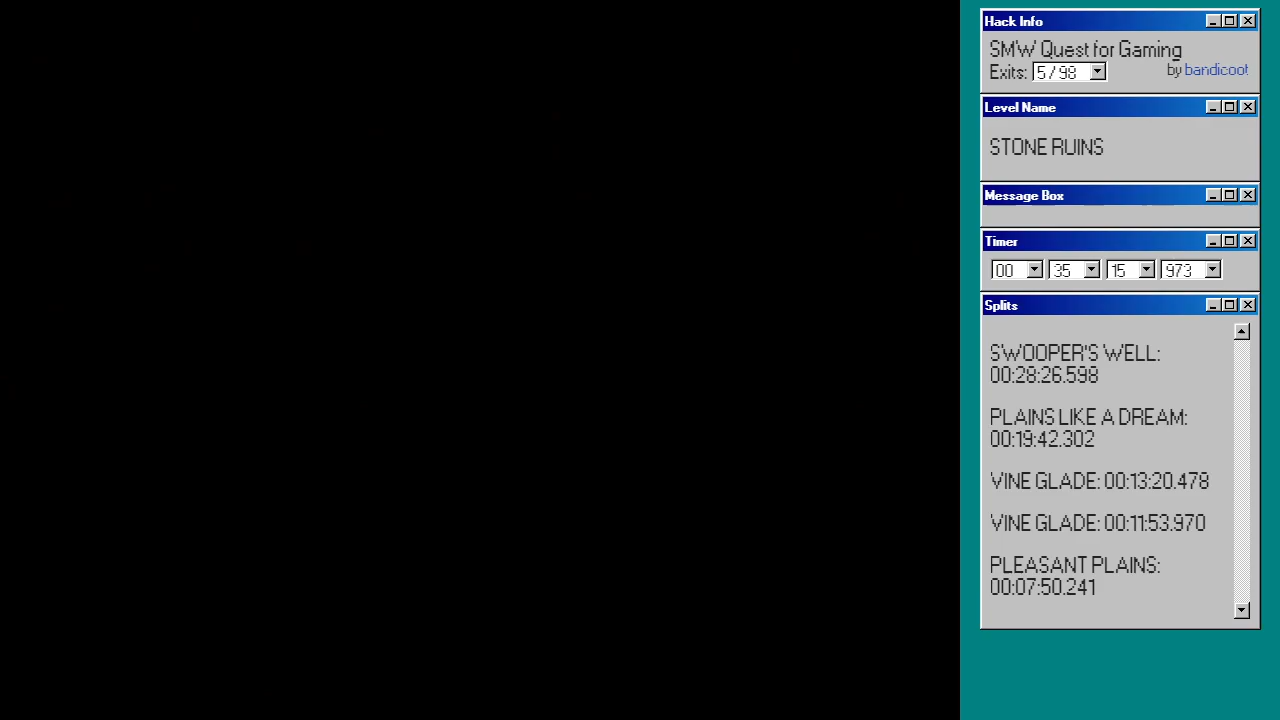 Hack Info
SMW Quest for Gaming
Exits: 5 / 98
by bandicoot
Level Name
STONE RUINS
Message Box
Timer
00 35 15 973
Splits
SWOOPER'S WELL:
00:28:26.598
PLAINS LIKE A DREAM:
00:19:42.302
VINE GLADE: 00:13:20.478
VINE GLADE: 00:11:53.970
PLEASANT PLAINS:
00:07:50.241